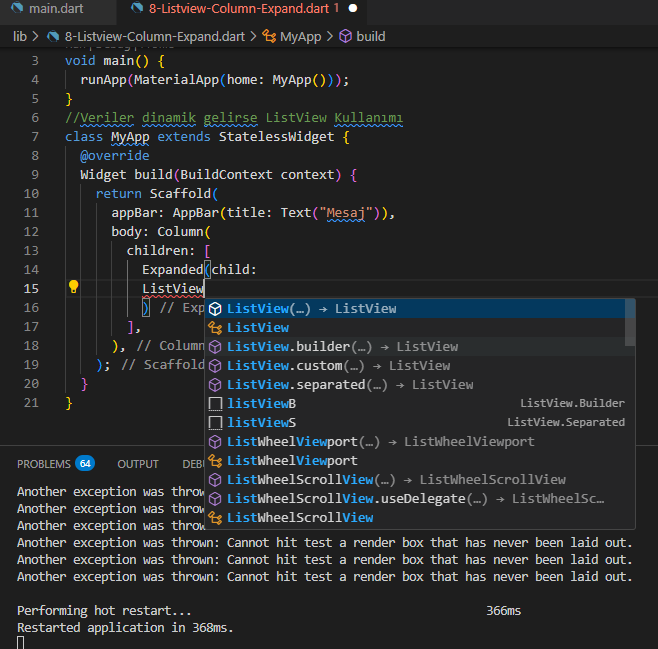 main.dart
8-Listview-Column-Expand.dart 1
lib > 8-Listview-Column-Expand.dart > MyApp > build
3 void main() {
4 runApp(MaterialApp(home: MyApp()));
5 }
6 //Veriler dinamik gelirse ListView Kullanımı
7 class MyApp extends StatelessWidget {
8 @override
9 Widget build(BuildContext context) {
10 return Scaffold(
11 appBar: AppBar(title: Text("Mesaj")),
12 body: Column(
13 children: [
14 Expanded(child:
15 ListView
16 ) // Exp
17 ],
18 ), // Column
19 ); // Scaffold
20 }
21 }
ListView(…) → ListView
ListView
ListView.builder(…) → ListView
ListView.custom(…) → ListView
ListView.separated(…) → ListView
listViewB ListView.Builder
listViewS ListView.Separated
ListWheelViewport(…) → ListWheelViewport
ListWheelViewport
ListWheelScrollView(…) → ListWheelScrollView
ListWheelScrollView.useDelegate(…) → ListWheelSc…
ListWheelScrollView
PROBLEMS 64 OUTPUT DEBU
Another exception was throw
Another exception was throw
Another exception was throw
Another exception was thrown: Cannot hit test a render box that has never been laid out.
Another exception was thrown: Cannot hit test a render box that has never been laid out.
Another exception was thrown: Cannot hit test a render box that has never been laid out.
Performing hot restart... 366ms
Restarted application in 368ms.